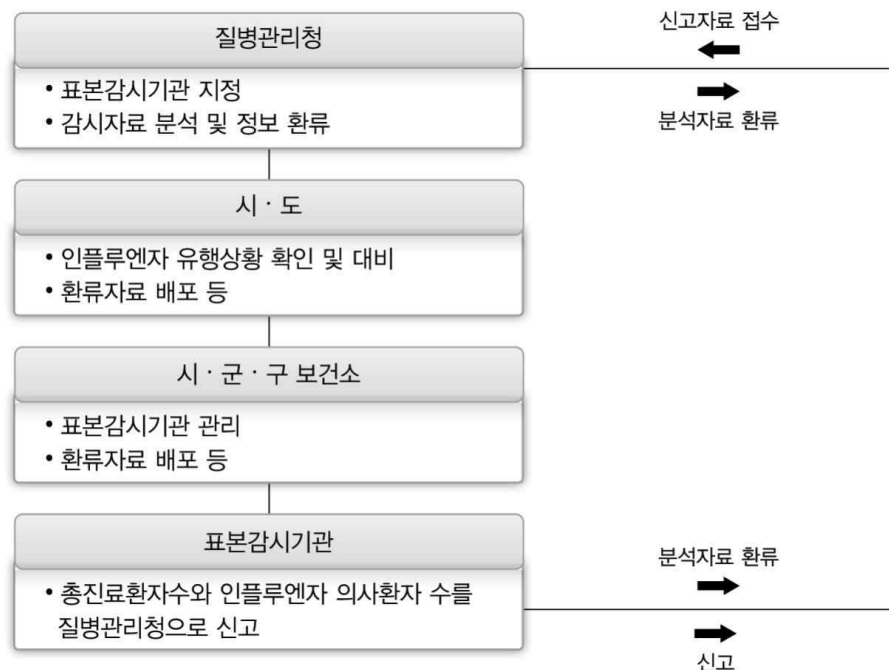 질병관리청
• 표본감시기관 지정
• 감시자료 분석 및 정보 환류
신고자료 접수
분석자료 환류
시 · 도
• 인플루엔자 유행상황 확인 및 대비
• 환류자료 배포 등
시 · 군 · 구 보건소
• 표본감시기관 관리
• 환류자료 배포 등
표본감시기관
• 총진료환자수와 인플루엔자 의사환자 수를
질병관리청으로 신고
분석자료 환류
신고